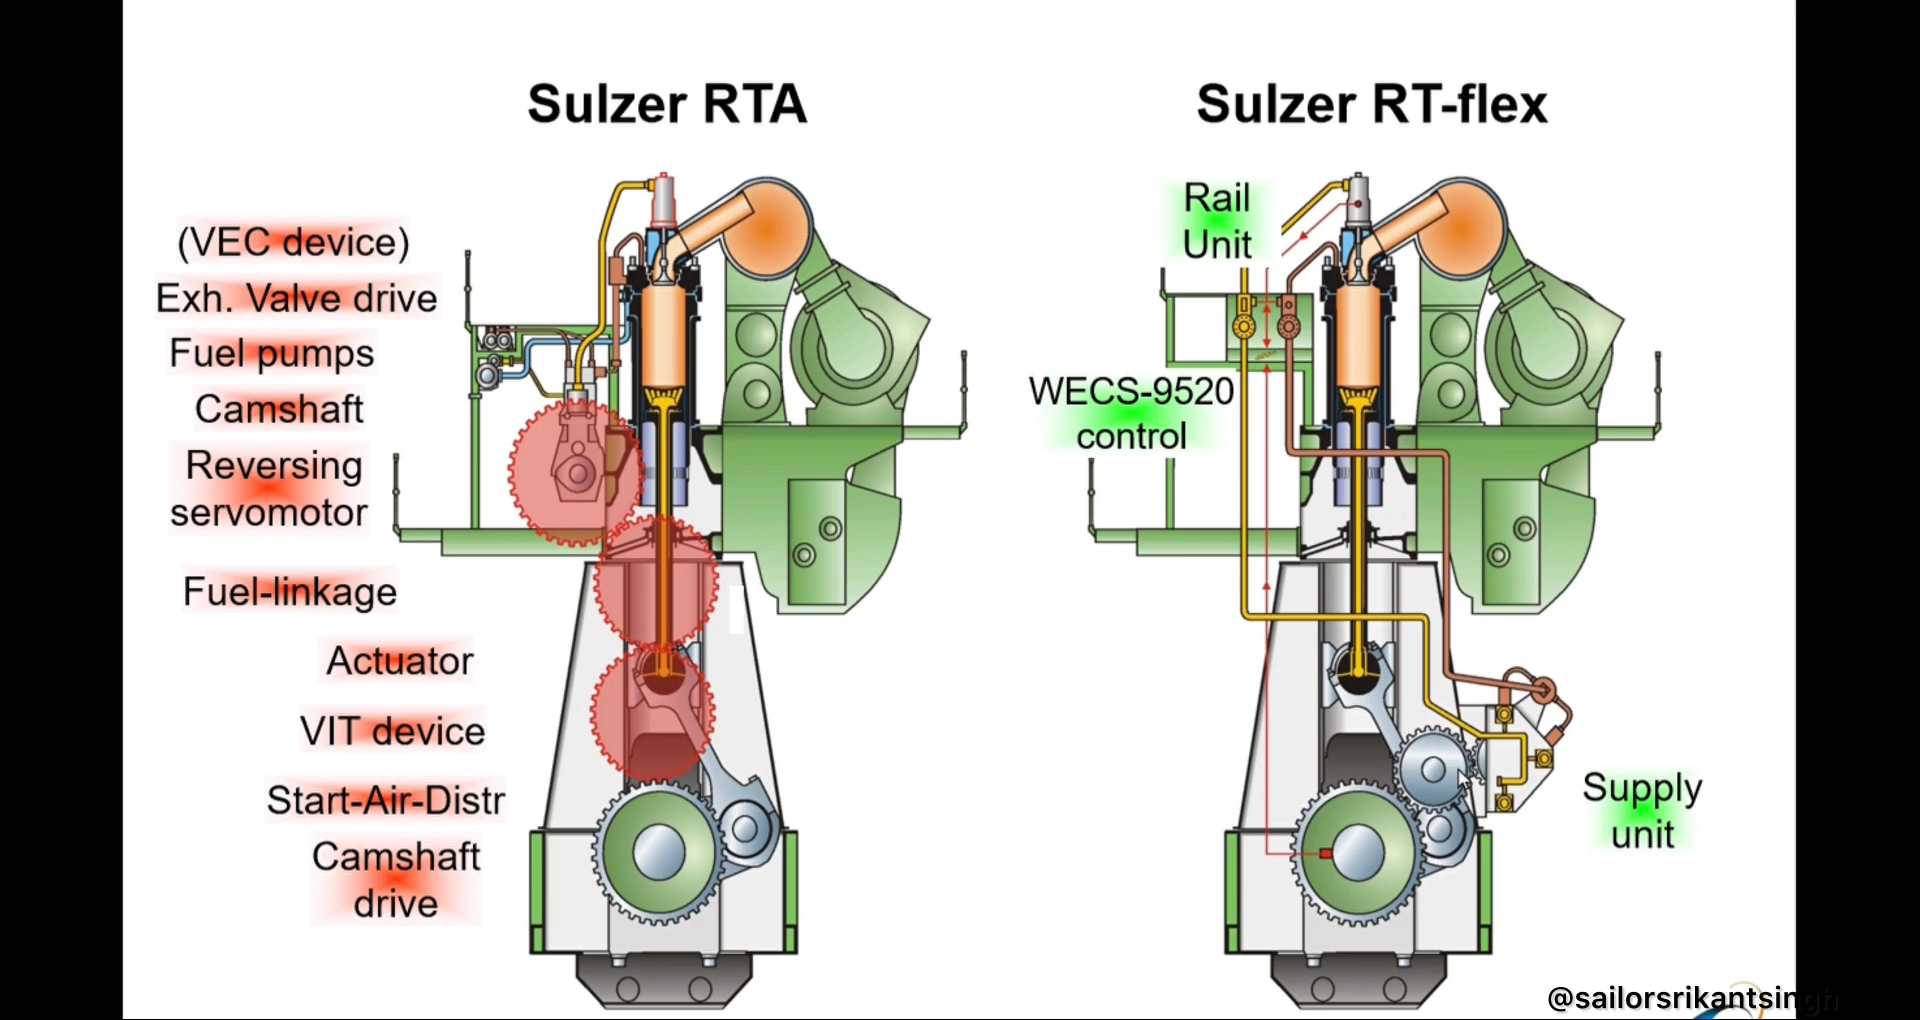 Sulzer RTA
Sulzer RT-flex
(VEC device)
Exh. Valve drive
Fuel pumps
Camshaft
Reversing
servomotor
Fuel-linkage
Actuator
VIT device
Start-Air-Distr
Camshaft
drive
Rail
Unit
WECS-9520
control
Supply
unit
@sailorsrikantsingh